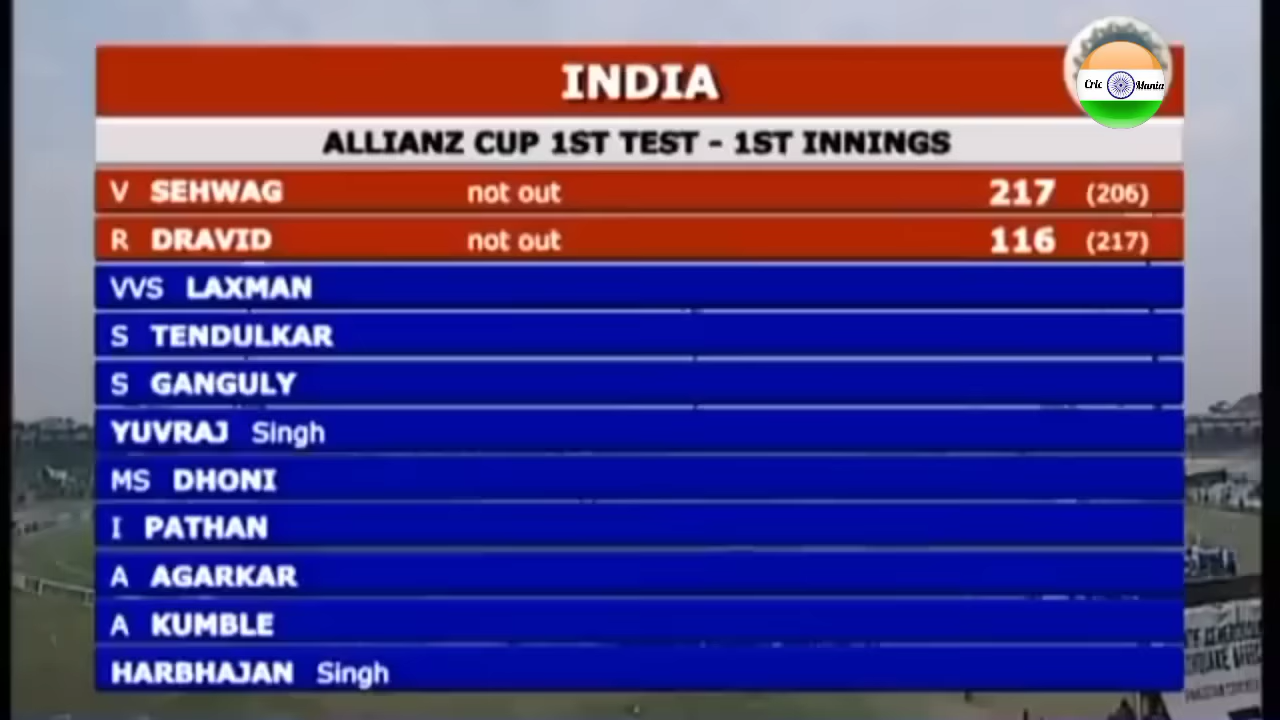 INDIA
Cric Mania
ALLIANZ CUP 1ST TEST - 1ST INNINGS
V SEHWAG not out 217 (206)
R DRAVID not out 116 (217)
VVS LAXMAN
S TENDULKAR
S GANGULY
YUVRAJ Singh
MS DHONI
I PATHAN
A AGARKAR
A KUMBLE
HARBHAJAN Singh